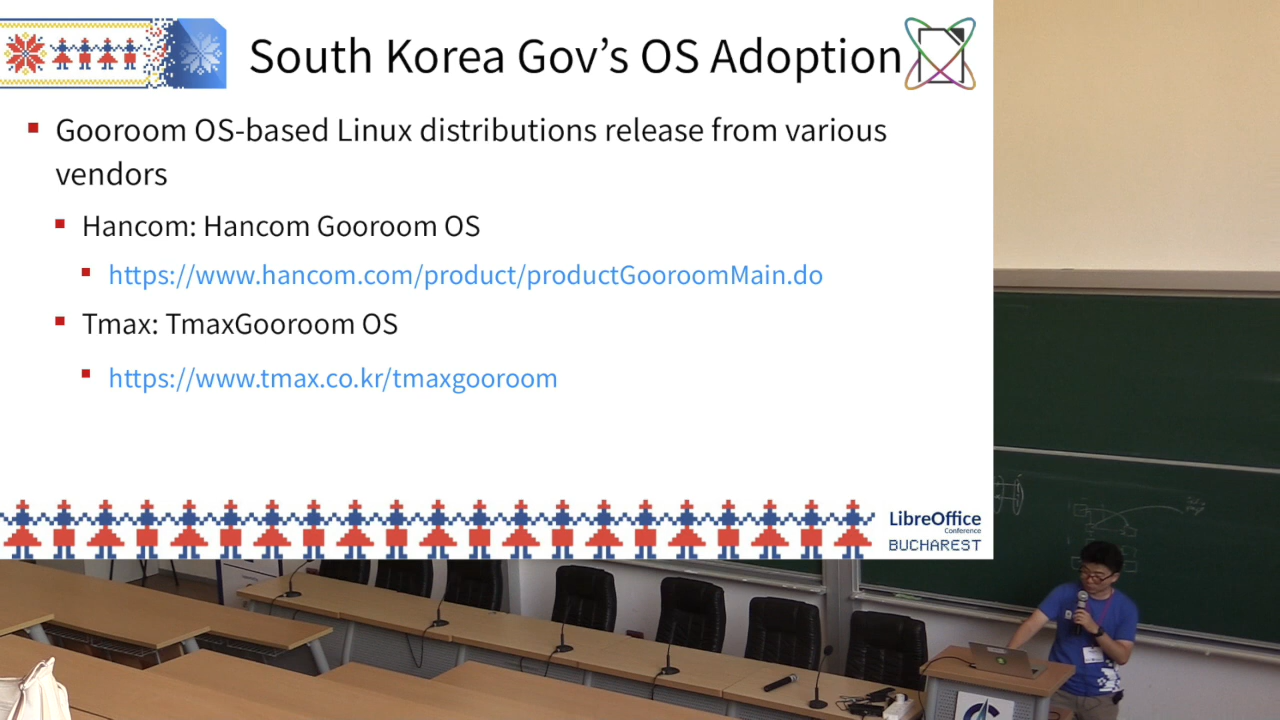 South Korea Gov’s OS Adoption
Gooroom OS-based Linux distributions release from various
vendors
Hancom: Hancom Gooroom OS
https://www.hancom.com/product/productGooroomMain.do
Tmax: TmaxGooroom OS
https://www.tmax.co.kr/tmaxgooroom
LibreOffice
Conference
BUCHAREST